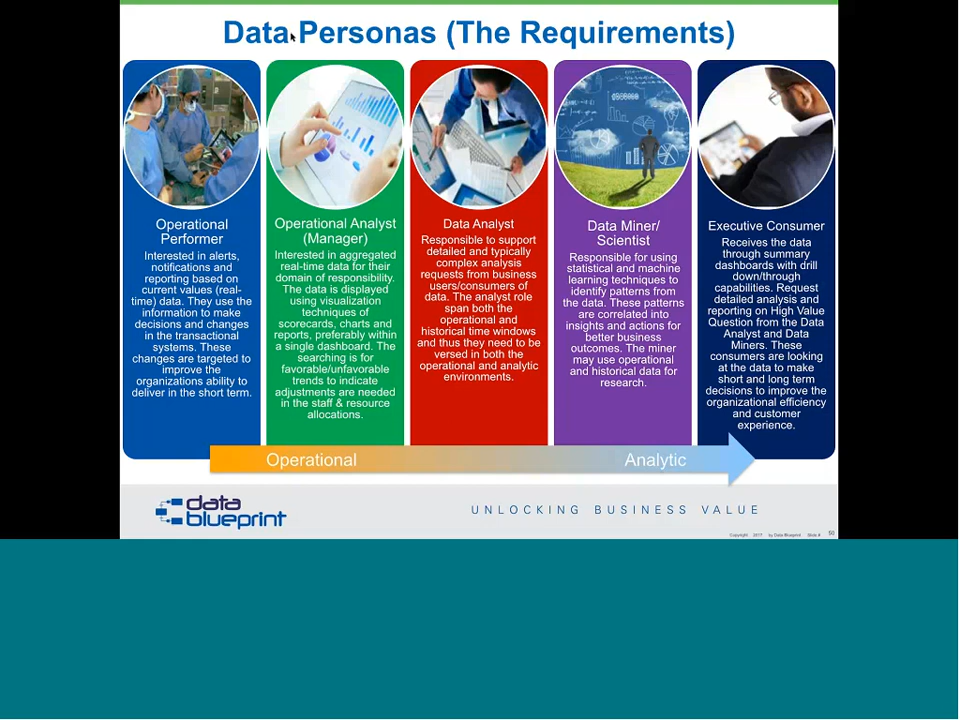 Data Personas (The Requirements)
Operational
Performer
Interested in alerts,
notifications and
reporting based on
current values (real-
time) data. They use the
information to make
decisions and changes
in the transactional
systems. These
changes are targeted to
improve the
organizations ability to
deliver in the short term.
Operational Analyst
(Manager)
Interested in aggregated
real-time data for their
domain of responsibility.
The data is displayed
using visualization
techniques of
scorecards, charts and
reports, preferably within
a single dashboard. The
searching is for
favorable/unfavorable
trends to indicate
adjustments are needed
in the staff & resource
allocations.
Data Analyst
Responsible to support
detailed and typically
complex analysis
requests from business
users/consumers of
data. The analyst role
span both the
operational and
historical time windows
and thus they need to be
versed in both the
operational and analytic
environments.
Data Miner/
Scientist
Responsible for using
statistical and machine
learning techniques to
identify patterns from
the data. These patterns
are correlated into
insights and actions for
better business
outcomes. The miner
may use operational
and historical data for
research.
Executive Consumer
Receives the data
through summary
dashboards with drill
down/through
capabilities. Request
detailed analysis and
reporting on High Value
Question from the Data
Analyst and Data
Miners. These
consumers are looking
at the data to make
short and long term
decisions to improve the
organizational efficiency
and customer
experience.
Operational
Analytic
data
blueprint
UNLOCKING BUSINESS VALUE
Copyright 2017 by Data Blueprint Slide # 50